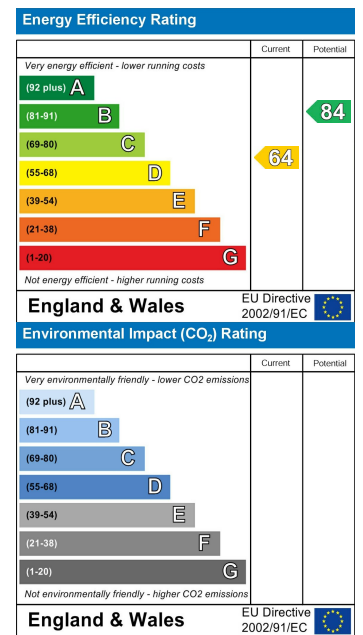 Energy Efficiency Rating
Current Potential
Very energy efficient - lower running costs
(92 plus) A
(81-91) B
(69-80) C
(55-68) D
(39-54) E
(21-38) F
(1-20) G
64
84
Not energy efficient - higher running costs
England & Wales
EU Directive
2002/91/EC
Environmental Impact (CO₂) Rating
Current Potential
Very environmentally friendly - lower CO2 emissions
(92 plus) A
(81-91) B
(69-80) C
(55-68) D
(39-54) E
(21-38) F
(1-20) G
Not environmentally friendly - higher CO2 emissions
England & Wales
EU Directive
2002/91/EC